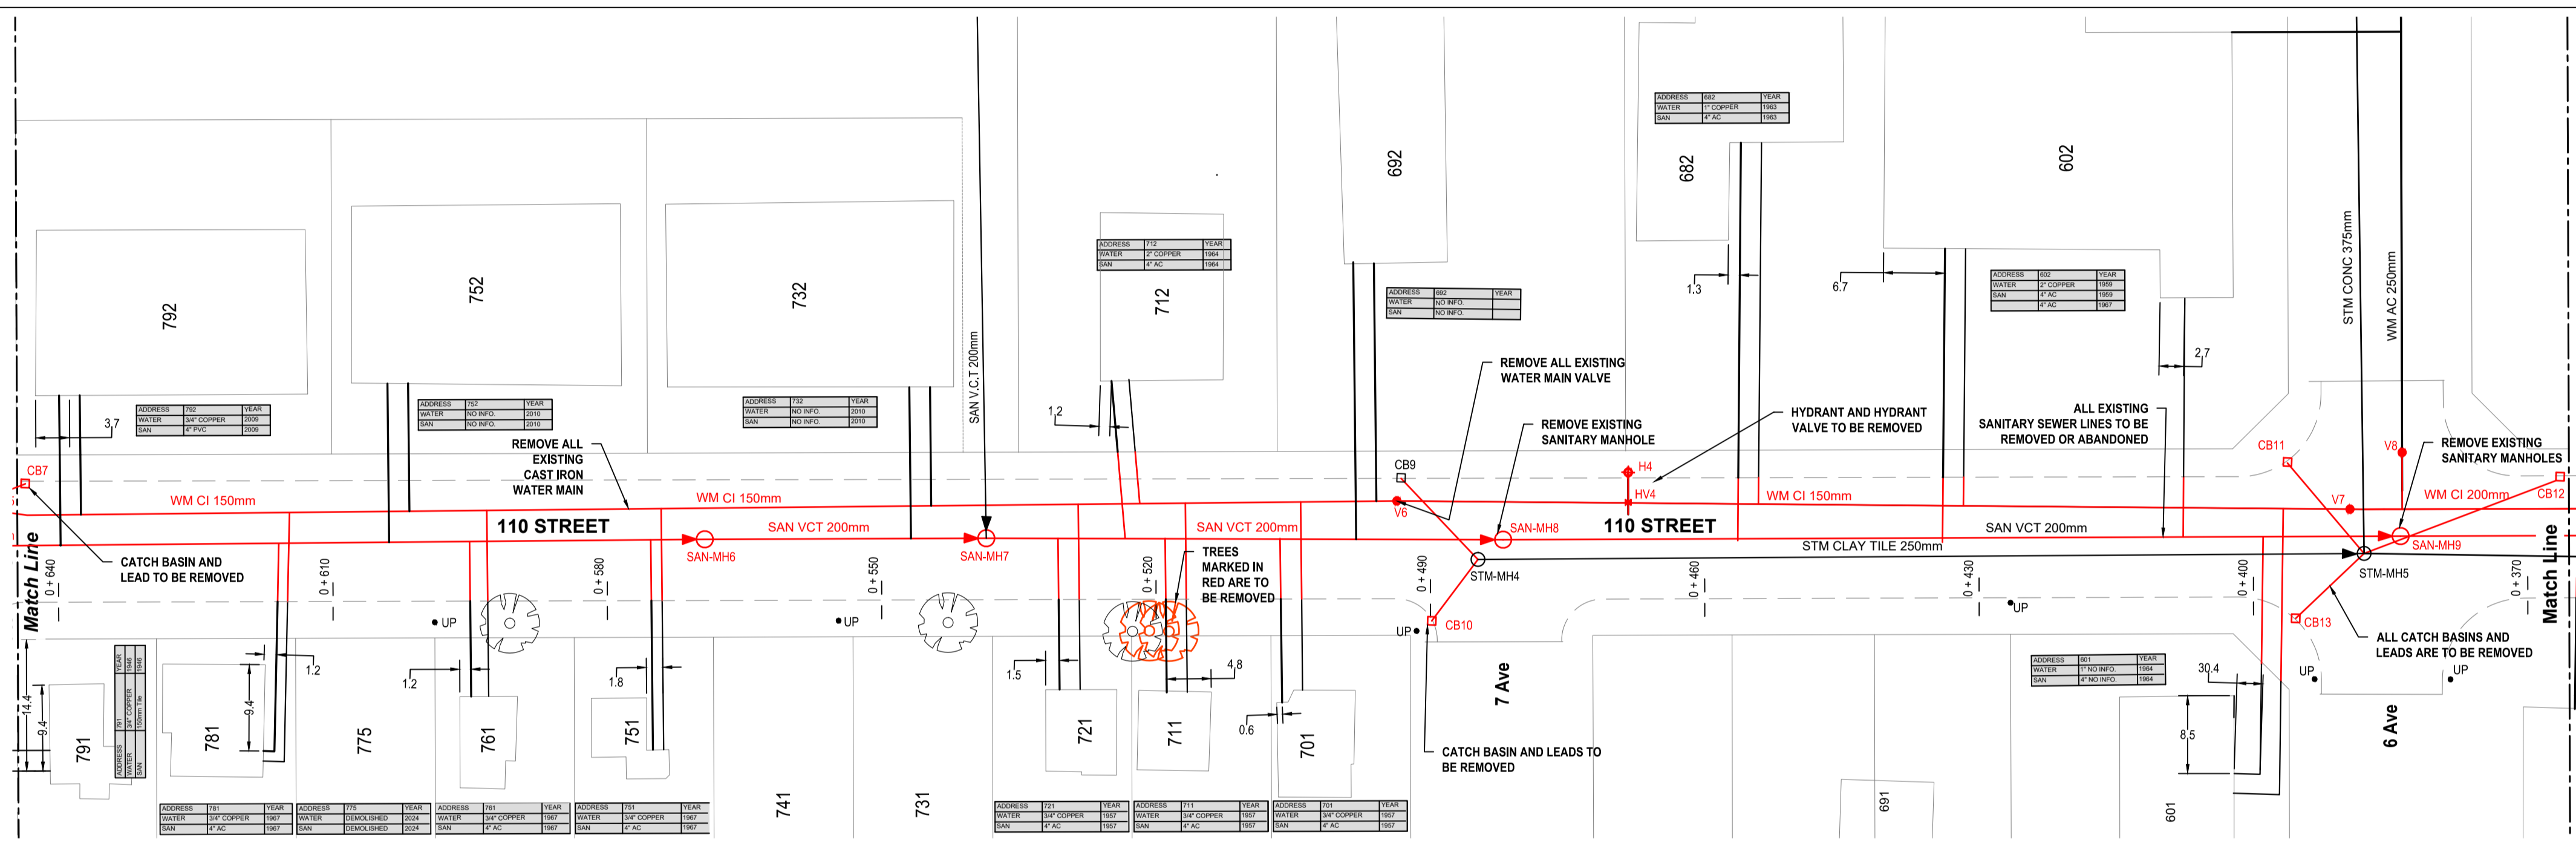 ADDRESS 682 YEAR
WATER 1" COPPER 1963
SAN 4" AC 1963
692
682
602
792
752
732
712
ADDRESS 712 YEAR
WATER 2" COPPER 1964
SAN 4" AC 1964
ADDRESS 692 YEAR
WATER NO INFO.
SAN NO INFO.
1.3
6.7
ADDRESS 602 YEAR
WATER 2" COPPER 1959
SAN 4" AC 1959
4" AC 1967
STM CONC 375mm
WM AC 250mm
2.7
SAN V.C.T 200mm
3.7
ADDRESS 792 YEAR
WATER 3/4" COPPER 2009
SAN 4" PVC 2009
ADDRESS 752 YEAR
WATER NO INFO. 2010
SAN NO INFO. 2010
ADDRESS 732 YEAR
WATER NO INFO. 2010
SAN NO INFO. 2010
1.2
REMOVE ALL EXISTING
WATER MAIN VALVE
REMOVE EXISTING
SANITARY MANHOLE
HYDRANT AND HYDRANT
VALVE TO BE REMOVED
ALL EXISTING
SANITARY SEWER LINES TO BE
REMOVED OR ABANDONED
REMOVE EXISTING
SANITARY MANHOLES
REMOVE ALL
EXISTING
CAST IRON
WATER MAIN
CB7
CB9
H4
HV4
CB11
V8
CB12
V7
V6
WM CI 150mm
WM CI 150mm
WM CI 150mm
WM CI 200mm
110 STREET
SAN VCT 200mm
SAN VCT 200mm
SAN-MH8
110 STREET
SAN VCT 200mm
SAN-MH6
SAN-MH7
STM CLAY TILE 250mm
SAN-MH9
STM-MH4
STM-MH5
CATCH BASIN AND
LEAD TO BE REMOVED
TREES
MARKED IN
RED ARE TO
BE REMOVED
Match Line
0 + 640
0 + 610
0 + 580
0 + 550
0 + 520
0 + 490
0 + 460
0 + 430
0 + 400
0 + 370
Match Line
UP
UP
UP
UP
UP
UP
CB10
CB13
ALL CATCH BASINS AND
LEADS ARE TO BE REMOVED
14.4
9.4
791
ADDRESS 791 YEAR
WATER 3/4" COPPER 1946
SAN 150mm Tile 1946
781
9.4
1.2
775
1.2
761
1.8
751
741
731
1.5
721
711
4.8
0.6
701
7 Ave
CATCH BASIN AND LEADS TO
BE REMOVED
ADDRESS 601 YEAR
WATER 1" NO INFO. 1964
SAN 4" NO INFO. 1964
30.4
8.5
691
601
6 Ave
ADDRESS 781 YEAR
WATER 3/4" COPPER 1967
SAN 4" AC 1967
ADDRESS 775 YEAR
WATER DEMOLISHED 2024
SAN DEMOLISHED 2024
ADDRESS 761 YEAR
WATER 3/4" COPPER 1967
SAN 4" AC 1967
ADDRESS 751 YEAR
WATER 3/4" COPPER 1967
SAN 4" AC 1967
ADDRESS 721 YEAR
WATER 3/4" COPPER 1957
SAN 4" AC 1957
ADDRESS 711 YEAR
WATER 3/4" COPPER 1957
SAN 4" AC 1957
ADDRESS 701 YEAR
WATER 3/4" COPPER 1957
SAN 4" AC 1957